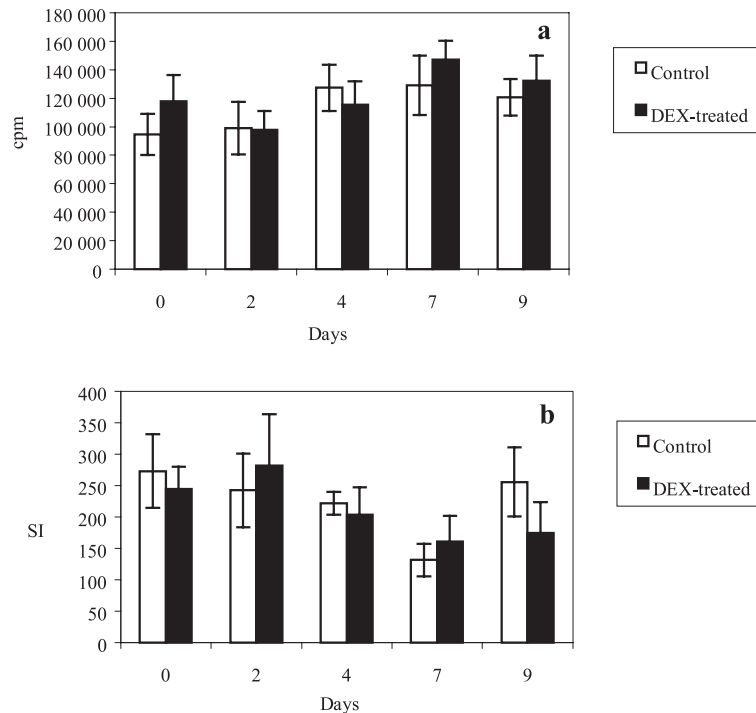 180 000
160 000
140 000
120 000
100 000
80 000
60 000
40 000
20 000
0
cpm
a
Control
DEX-treated
0 2 4 7 9
Days
400
350
300
250
200
150
100
50
0
SI
b
Control
DEX-treated
0 2 4 7 9
Days